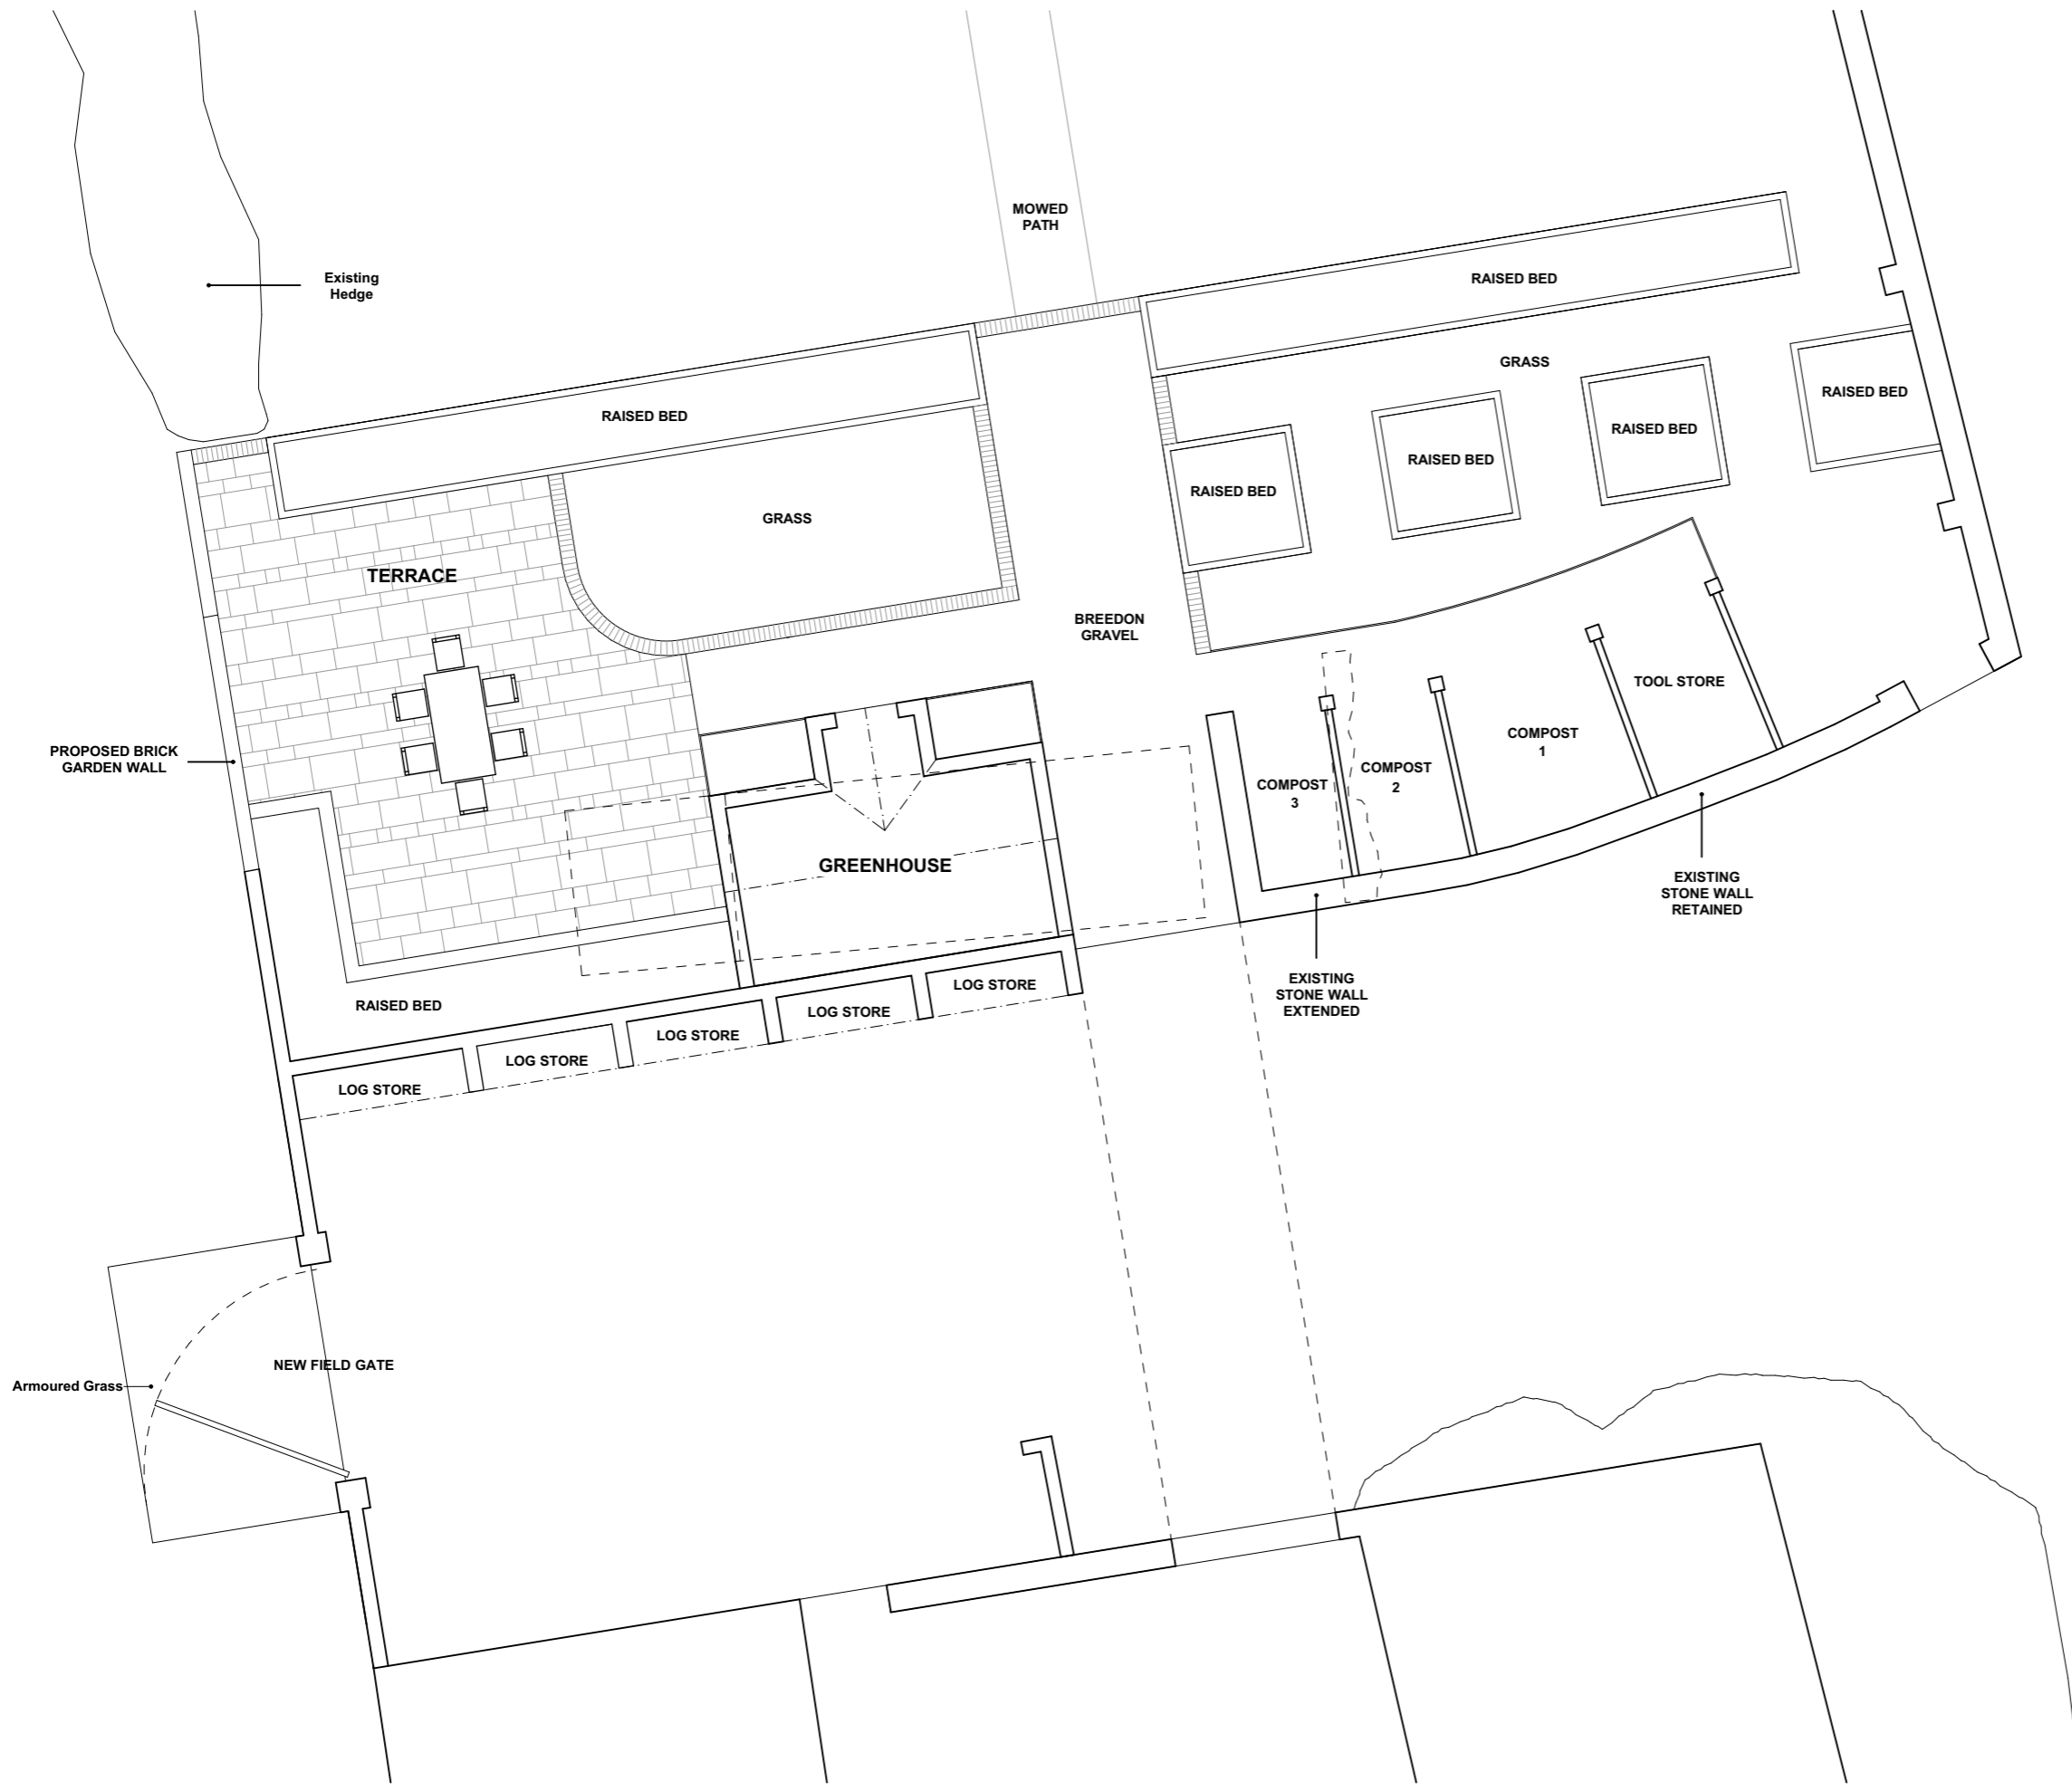 MOWED
PATH
Existing
Hedge
RAISED BED
RAISED BED
GRASS
RAISED BED
RAISED BED
RAISED BED
RAISED BED
GRASS
TERRACE
BREEDON
GRAVEL
TOOL STORE
PROPOSED BRICK
GARDEN WALL
COMPOST
1
COMPOST
2
COMPOST
3
GREENHOUSE
EXISTING
STONE WALL
RETAINED
EXISTING
STONE WALL
EXTENDED
RAISED BED
LOG STORE
LOG STORE
LOG STORE
LOG STORE
LOG STORE
NEW FIELD GATE
Armoured Grass